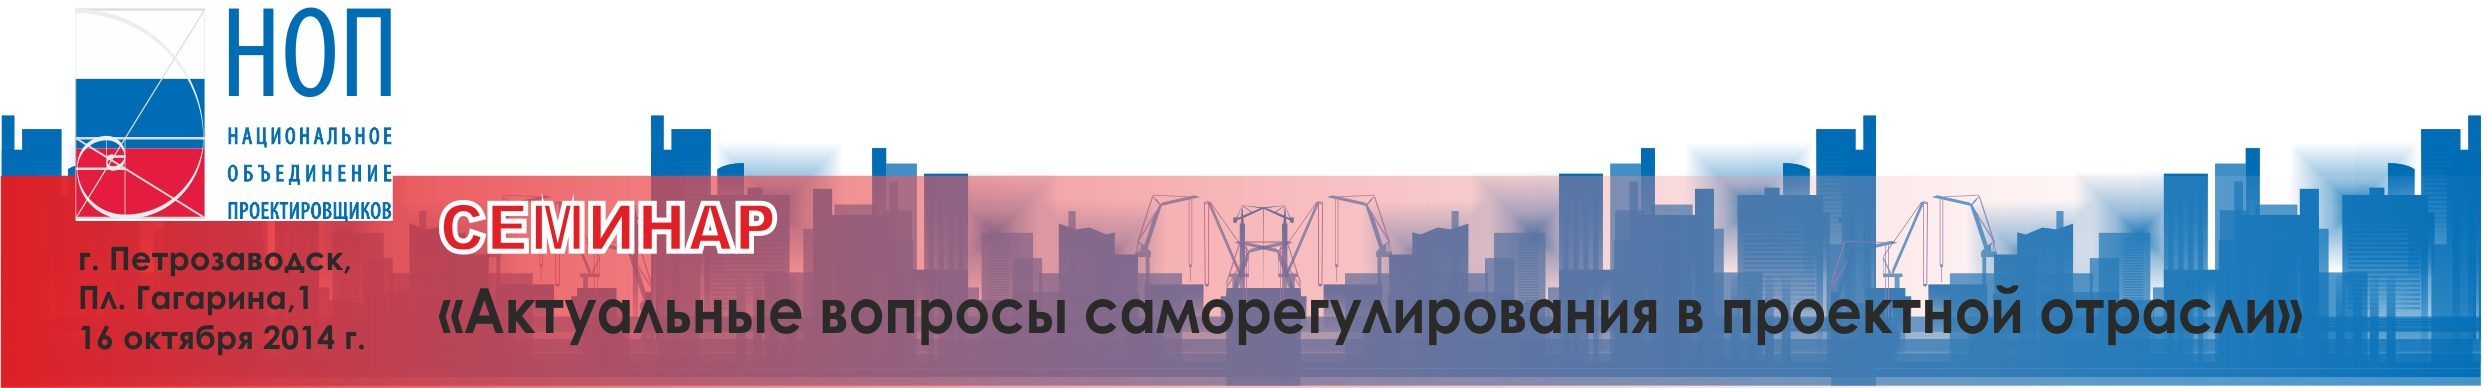 НОП
НАЦИОНАЛЬНОЕ
ОБЪЕДИНЕНИЕ
ПРОЕКТИРОВЩИКОВ
г. Петрозаводск,
Пл. Гагарина,1
16 октября 2014 г.
СЕМИНАР
«Актуальные вопросы саморегулирования в проектной отрасли»